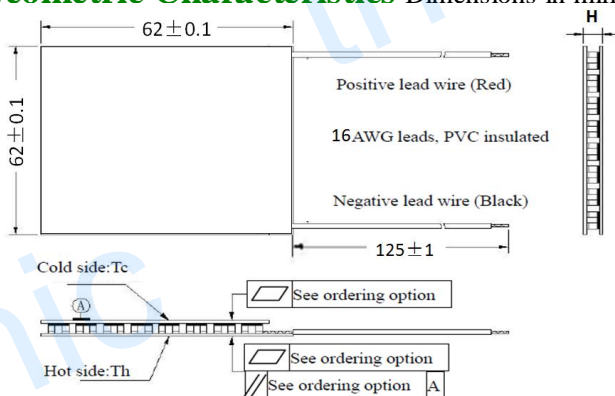 Geometric Characteristics Dimensions in mil
62±0.1
H
Positive lead wire (Red)
62±0.1
16AWG leads, PVC insulated
Negative lead wire (Black)
125±1
Cold side:Tc
See ordering option
A
See ordering option
Hot side:Th
See ordering option A